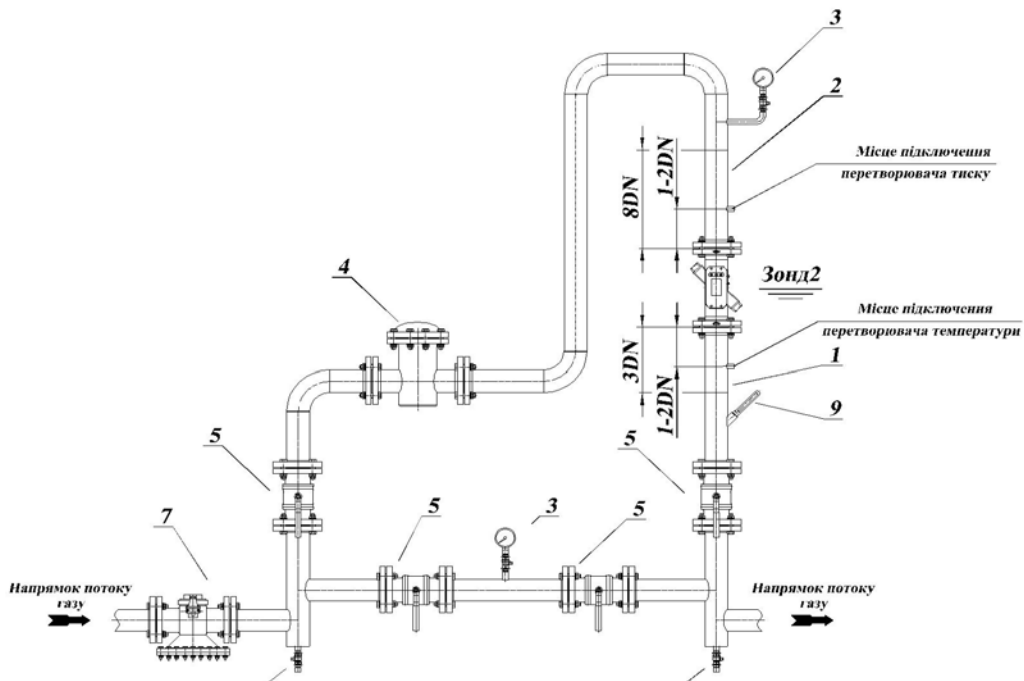 3
2
Місце підключення
перетворювача тиску
1-2DN
8DN
4
Зонд2
Місце підключення
перетворювача температури
3DN
1
1-2DN
9
5
5
7
5
3
5
Напрямок потоку
газу
Напрямок потоку
газу